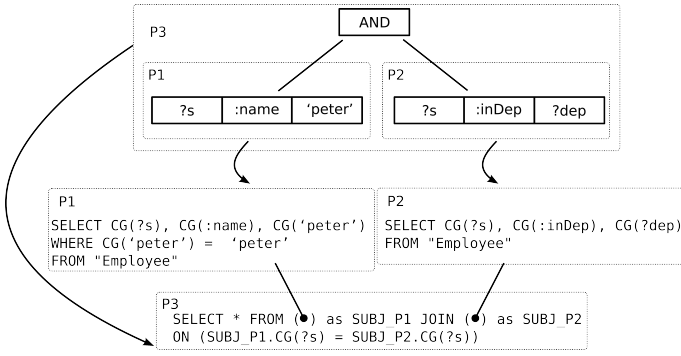 AND
P3
P1
P2
?s :name ‘peter’
?s :inDep ?dep
P1
SELECT CG(?s), CG(:name), CG(‘peter’)
WHERE CG(‘peter’) = ‘peter’
FROM "Employee"
P2
SELECT CG(?s), CG(:inDep), CG(?dep)
FROM "Employee"
P3
SELECT * FROM ( ) as SUBJ_P1 JOIN ( ) as SUBJ_P2
ON (SUBJ_P1.CG(?s) = SUBJ_P2.CG(?s))